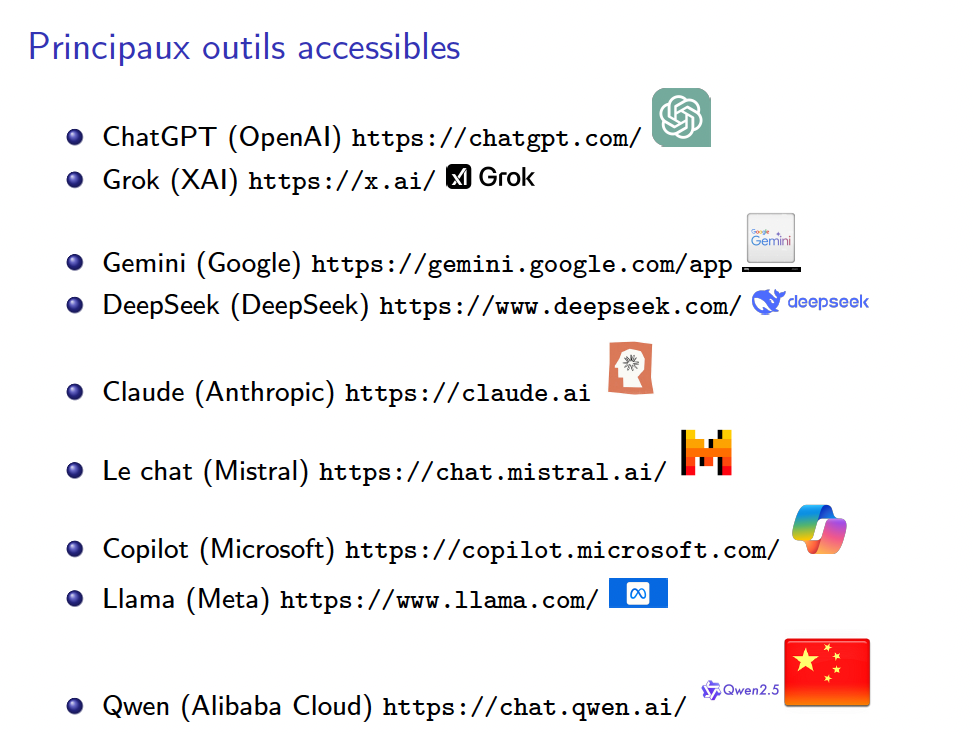 Principaux outils accessibles
ChatGPT (OpenAI) https://chatgpt.com/
Grok (XAI) https://x.ai/ xI Grok
Gemini (Google) https://gemini.google.com/app Google Gemini
DeepSeek (DeepSeek) https://www.deepseek.com/ deepseek
Claude (Anthropic) https://claude.ai
Le chat (Mistral) https://chat.mistral.ai/
Copilot (Microsoft) https://copilot.microsoft.com/
Llama (Meta) https://www.llama.com/
Qwen (Alibaba Cloud) https://chat.qwen.ai/ Qwen2.5